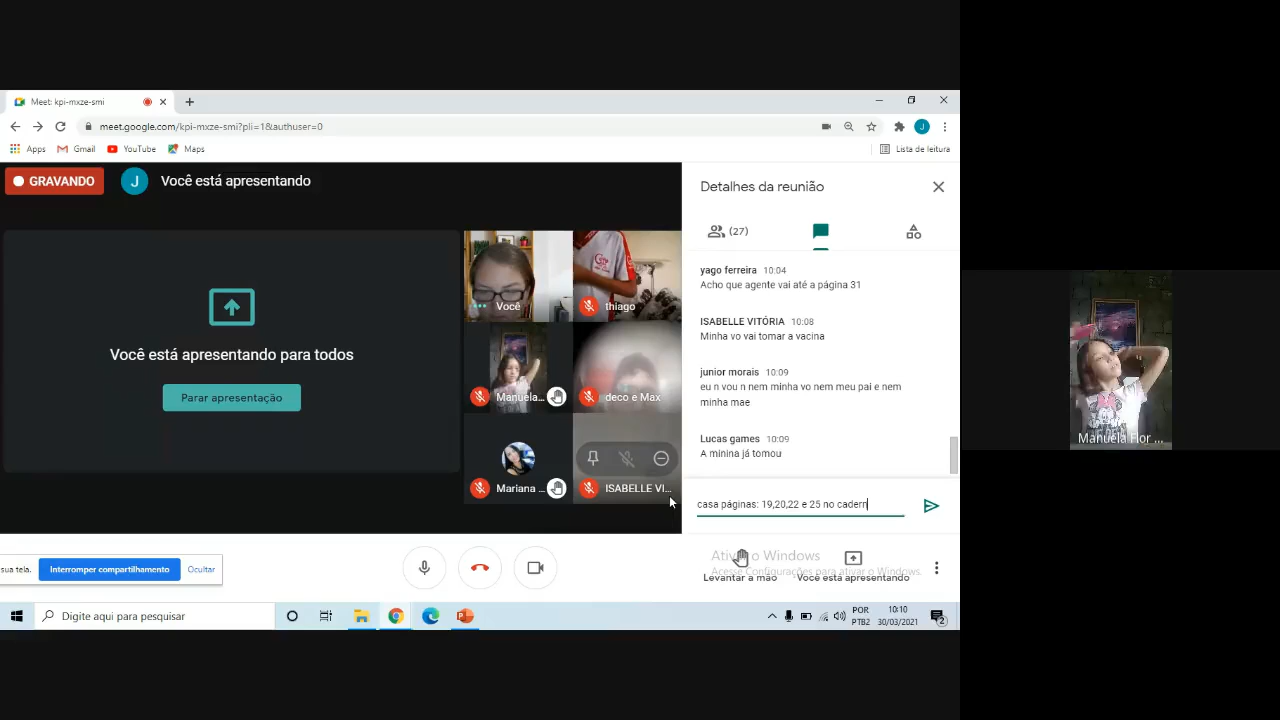 Meet: kpi-mxze-smi
meet.google.com/kpi-mxze-smi?pli=1&authuser=0
Apps
Gmail
YouTube
Maps
Lista de leitura
GRAVANDO
J
Você está apresentando
Você está apresentando para todos
Parar apresentação
Você
thiago
Manuela...
deco e Max
Mariana ...
ISABELLE VI...
Detalhes da reunião
(27)
yago ferreira 10:04
Acho que agente vai até a página 31
ISABELLE VITÓRIA 10:08
Minha vo vai tomar a vacina
junior morais 10:09
eu n vou n nem minha vo nem meu pai e nem
minha mae
Lucas games 10:09
A minina já tomou
casa páginas: 19,20,22 e 25 no cadern
Ativar o Windows
Acesse Configurações para ativar o Windows.
Levantar a mão
Você está apresentando
sua tela.
Interromper compartilhamento
Ocultar
Digite aqui para pesquisar
POR
PTB2
10:10
30/03/2021
2
Manuela Flor ...